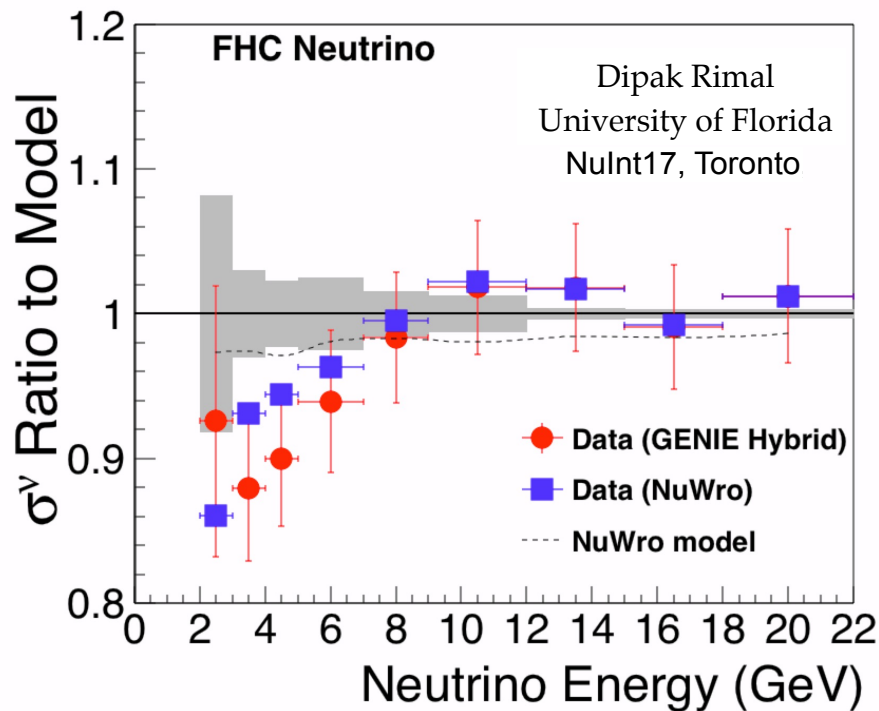 FHC Neutrino
Dipak Rimal
University of Florida
NuInt17, Toronto
σν Ratio to Model
1.2
1.1
1
0.9
0.8
Data (GENIE Hybrid)
Data (NuWro)
NuWro model
0 2 4 6 8 10 12 14 16 18 20 22
Neutrino Energy (GeV)